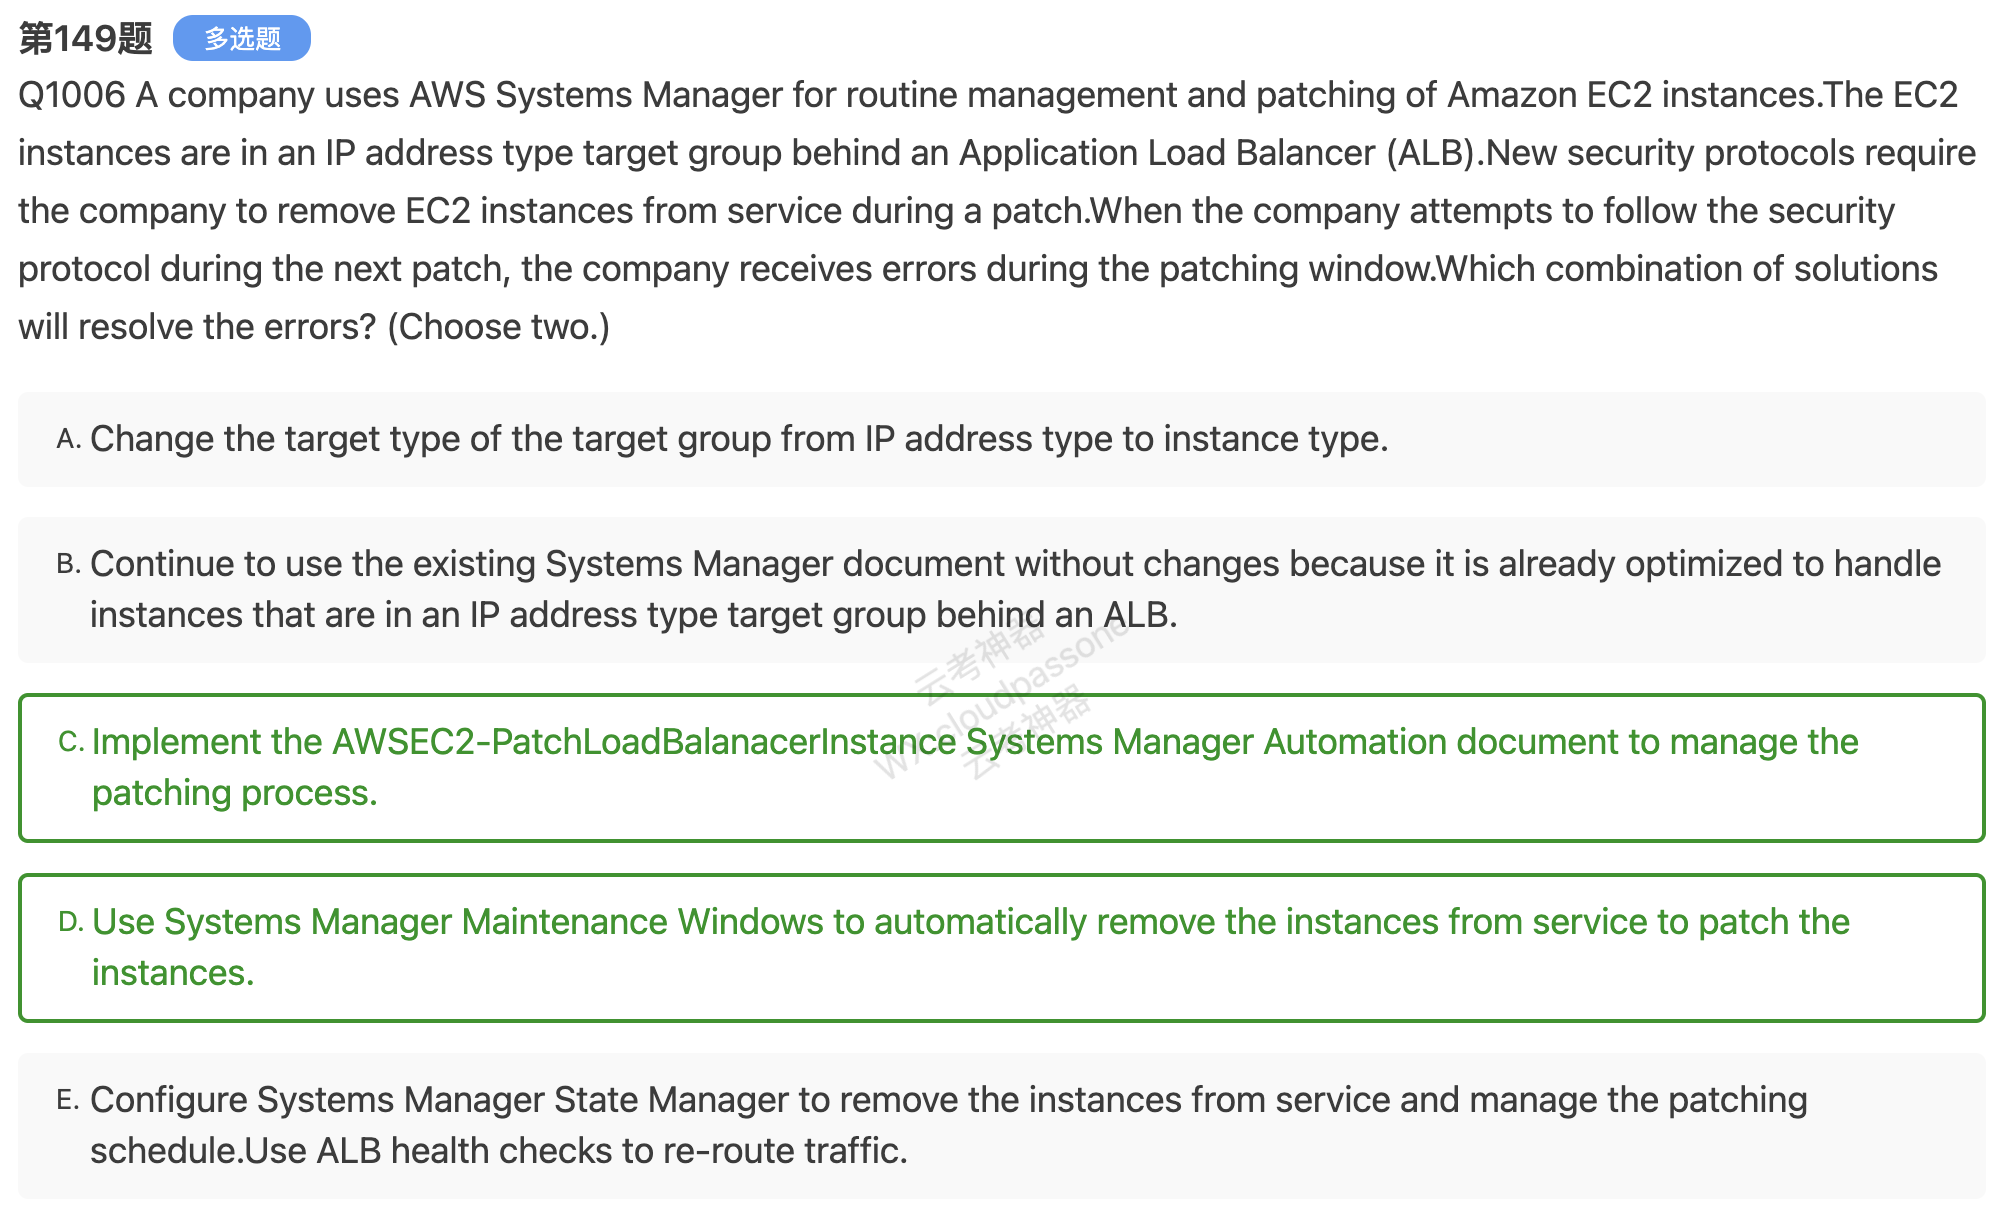 第149题 多选题
Q1006 A company uses AWS Systems Manager for routine management and patching of Amazon EC2 instances.The EC2
instances are in an IP address type target group behind an Application Load Balancer (ALB).New security protocols require
the company to remove EC2 instances from service during a patch.When the company attempts to follow the security
protocol during the next patch, the company receives errors during the patching window.Which combination of solutions
will resolve the errors? (Choose two.)
A. Change the target type of the target group from IP address type to instance type.
B. Continue to use the existing Systems Manager document without changes because it is already optimized to handle
instances that are in an IP address type target group behind an ALB.
云考神器
WX:cloudpassone
云考神器
C. Implement the AWSEC2-PatchLoadBalanacerInstance Systems Manager Automation document to manage the
patching process.
D. Use Systems Manager Maintenance Windows to automatically remove the instances from service to patch the
instances.
E. Configure Systems Manager State Manager to remove the instances from service and manage the patching
schedule.Use ALB health checks to re-route traffic.